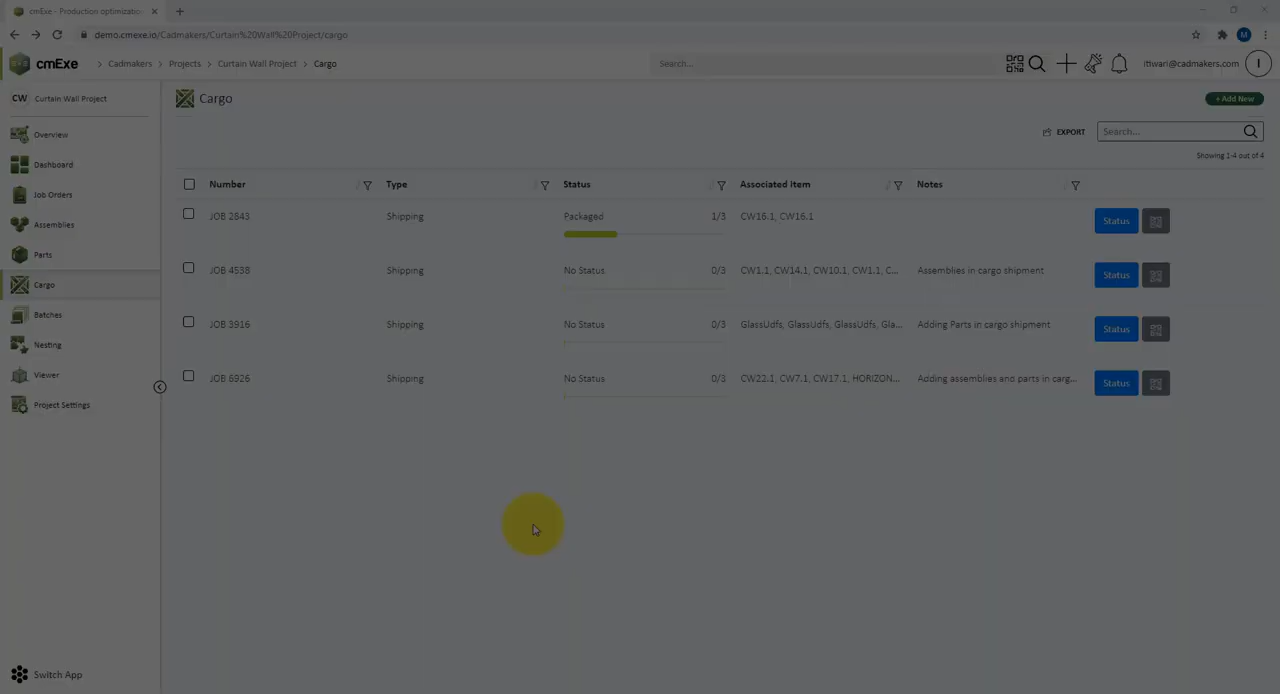 cmExe - Production optimization
demo.cmexe.io/Cadmakers/Curtain%20Wall%20Project/cargo
M
cmExe > Cadmakers > Projects > Curtain Wall Project > Cargo
Search...
itiwari@cadmakers.com
I
CW Curtain Wall Project
Cargo
+ Add New
Overview
EXPORT
Search...
Showing 1-4 out of 4
Dashboard
Job Orders
Assemblies
Parts
Cargo
Batches
Nesting
Viewer
Project Settings
Switch App
Number Type Status Associated Item Notes
JOB 2843 Shipping Packaged 1/3 CW16.1, CW16.1 Status
JOB 4538 Shipping No Status 0/3 CW1.1, CW14.1, CW10.1, CW1.1, C... Assemblies in cargo shipment Status
JOB 3916 Shipping No Status 0/3 GlassUdfs, GlassUdfs, GlassUdfs, Gla... Adding Parts in cargo shipment Status
JOB 6926 Shipping No Status 0/3 CW22.1, CW7.1, CW17.1, HORIZON... Adding assemblies and parts in carg... Status